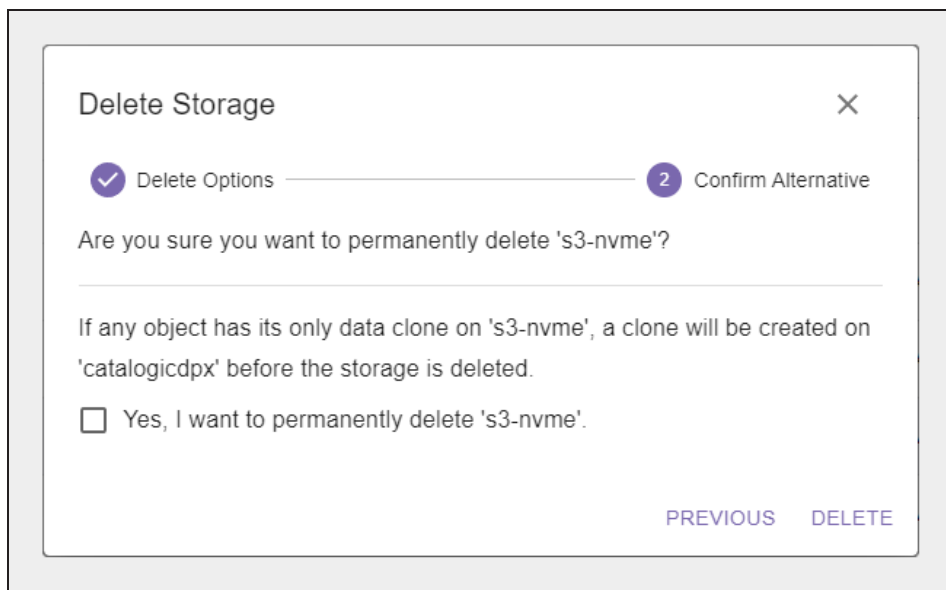 Delete Storage
Delete Options
2 Confirm Alternative
Are you sure you want to permanently delete 's3-nvme'?
If any object has its only data clone on 's3-nvme', a clone will be created on
'catalogicdpx' before the storage is deleted.
Yes, I want to permanently delete 's3-nvme'.
PREVIOUS DELETE